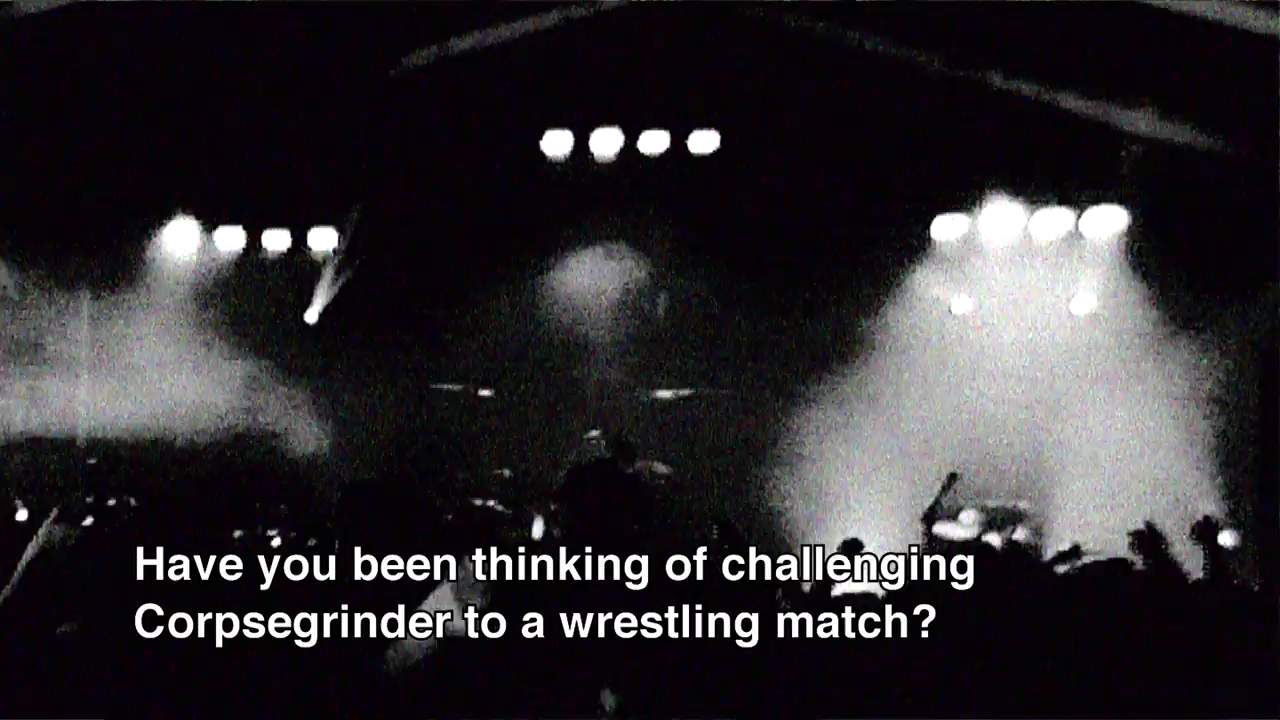 Have you been thinking of challenging
Corpsegrinder to a wrestling match?